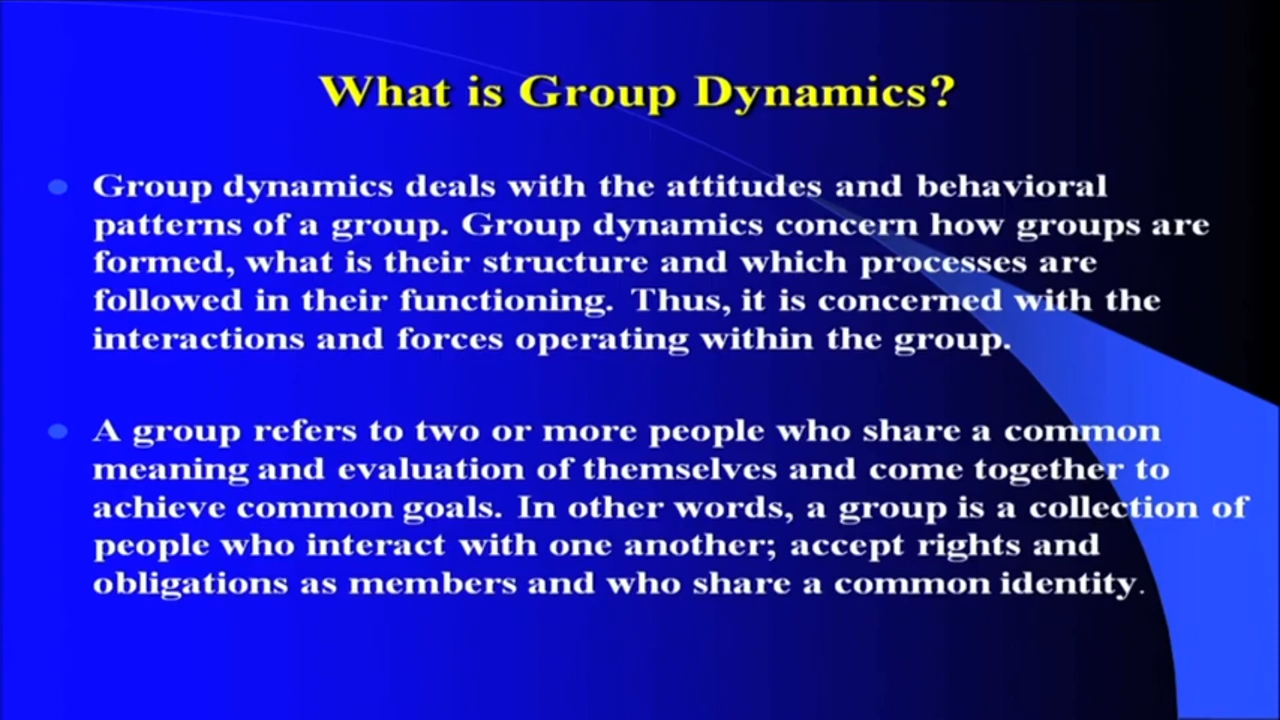 What is Group Dynamics?
Group dynamics deals with the attitudes and behavioral
patterns of a group. Group dynamics concern how groups are
formed, what is their structure and which processes are
followed in their functioning. Thus, it is concerned with the
interactions and forces operating within the group.
A group refers to two or more people who share a common
meaning and evaluation of themselves and come together to
achieve common goals. In other words, a group is a collection of
people who interact with one another; accept rights and
obligations as members and who share a common identity.